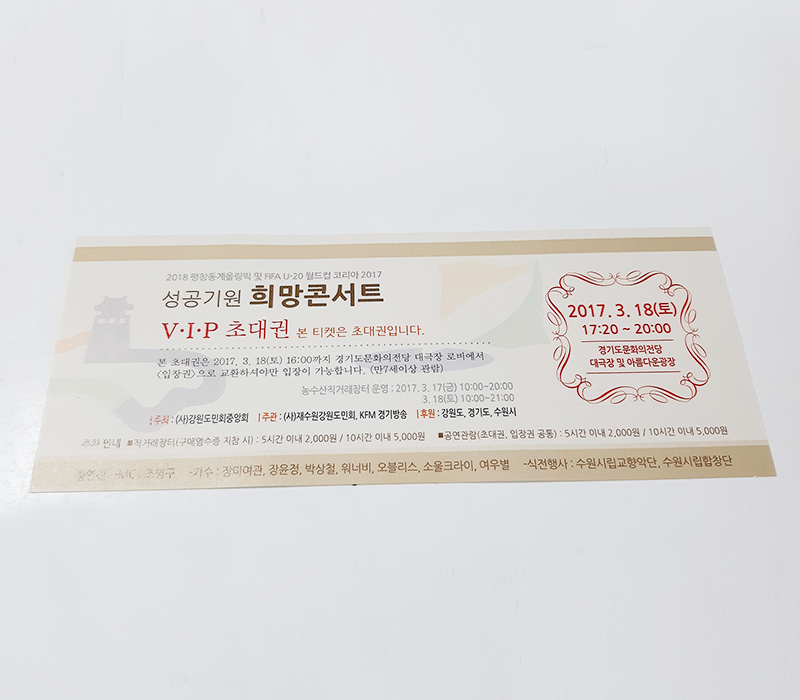 2018 평창동계올림픽 및 FIFA U-20 월드컵 코리아 2017
성공기원 희망콘서트
V·I·P 초대권 본 티켓은 초대권입니다.
본 초대권은 2017. 3. 18(토) 16:00까지 경기도문화의전당 대극장 로비에서
<입장권>으로 교환하셔야만 입장이 가능합니다. (만7세이상 관람)
농수산직거래장터 운영 : 2017. 3. 17(금) 10:00~20:00
3. 18(토) 10:00~21:00
| 주최 : (사)강원도민회중앙회 | 주관 : (사)재수원강원도민회, KFM 경기방송 | 후원 : 강원도, 경기도, 수원시
주차 안내 ■직거래장터(구매영수증 지참 시) : 5시간 이내 2,000원 / 10시간 이내 5,000원 ■공연관람(초대권, 입장권 공통) : 5시간 이내 2,000원 / 10시간 이내 5,000원
출연진 -MC : 조영구 -가수 : 장미여관, 장윤정, 박상철, 워너비, 오블리스, 소울크라이, 여우별 -식전행사 : 수원시립교향악단, 수원시립합창단
2017. 3. 18(토)
17:20 ~ 20:00
경기도문화의전당
대극장 및 아름다운광장